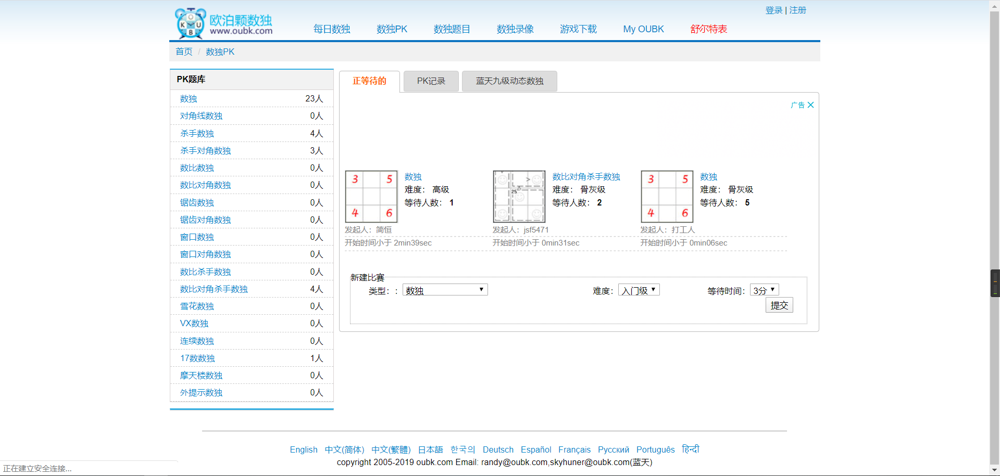 登录 | 注册
欧泊颗数独
www.oubk.com
每日数独 数独PK 数独题目 数独录像 游戏下载 My OUBK 舒尔特表
首页 / 数独PK
PK题库
数独 23人
对角线数独 0人
杀手数独 4人
杀手对角数独 3人
数比数独 0人
数比对角数独 0人
锯齿数独 0人
锯齿对角数独 0人
窗口数独 0人
窗口对角数独 0人
数比杀手数独 0人
数比对角杀手数独 4人
雪花数独 0人
VX数独 0人
连续数独 0人
17数数独 1人
摩天楼数独 0人
外提示数独 0人
正等待的 PK记录 蓝天九级动态数独
广告
3 5
4 6
数独
难度： 高级
等待人数： 1
发起人：简恒
开始时间小于 2min39sec
>
25
数比对角杀手数独
难度： 骨灰级
等待人数： 2
发起人：jsf5471
开始时间小于 0min31sec
3 5
4 6
数独
难度： 骨灰级
等待人数： 5
发起人：打工人
开始时间小于 0min06sec
新建比赛
类型：: 数独 难度：入门级 等待时间：3分
提交
English 中文(简体) 中文(繁體) 日本語 한국의 Deutsch Español Français Русский Português हिन्दी
copyright 2005-2019 oubk.com Email: randy@oubk.com,skyhuner@oubk.com(蓝天)
正在建立安全连接...